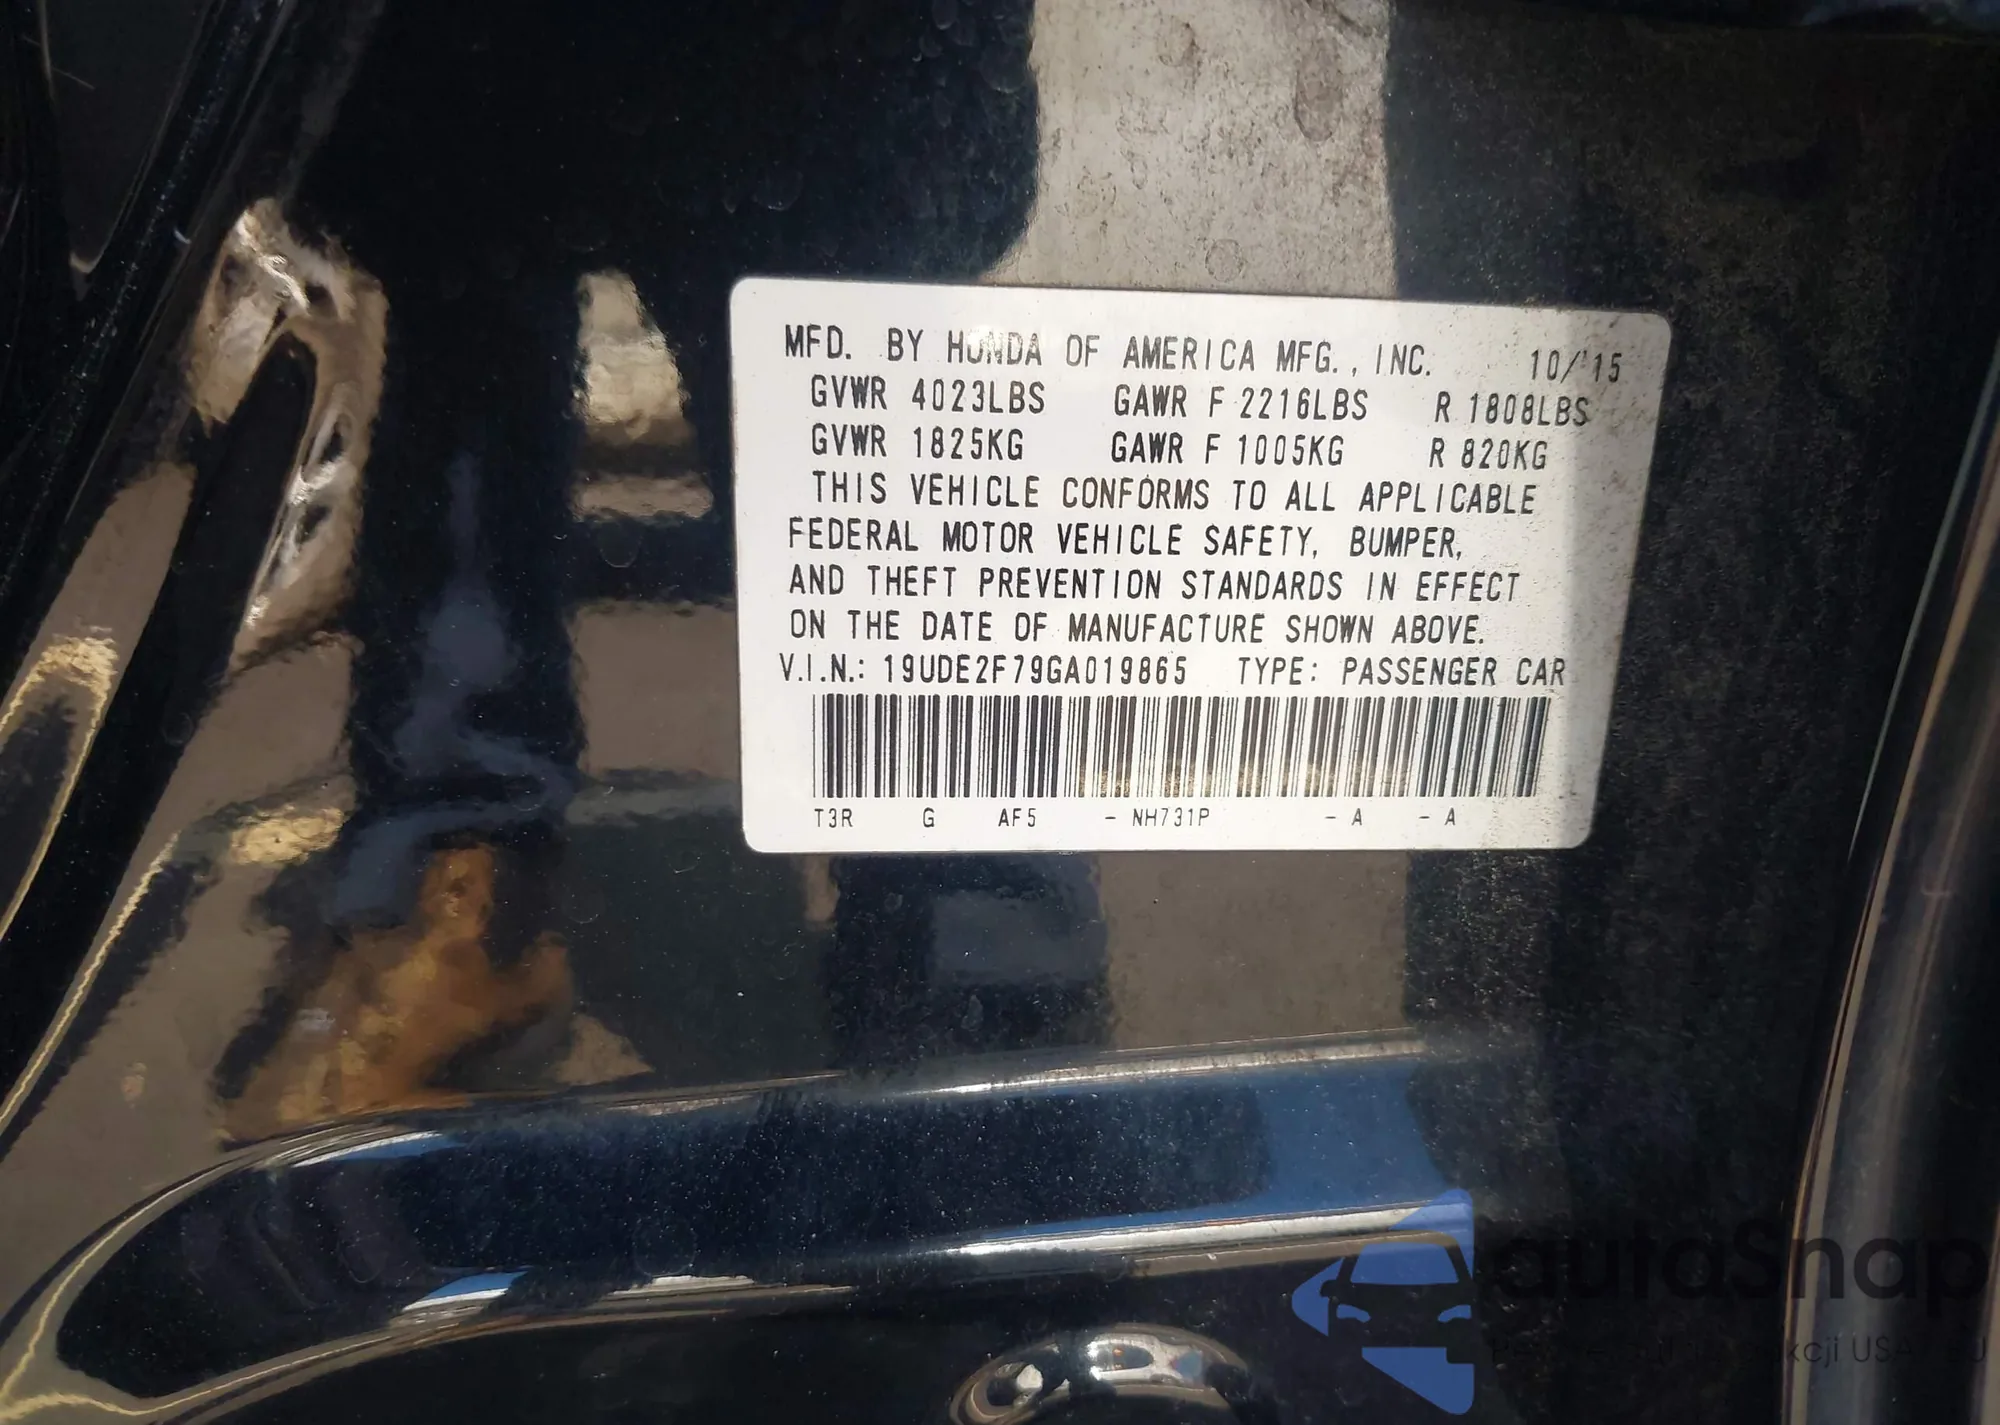 MFD. BY HONDA OF AMERICA MFG., INC. 10/15
GVWR 4023LBS GAWR F 2216LBS R 1808LBS
GVWR 1825KG GAWR F 1005KG R 820KG
THIS VEHICLE CONFORMS TO ALL APPLICABLE
FEDERAL MOTOR VEHICLE SAFETY, BUMPER,
AND THEFT PREVENTION STANDARDS IN EFFECT
ON THE DATE OF MANUFACTURE SHOWN ABOVE.
V.I.N.: 19UDE2F79GA019865 TYPE: PASSENGER CAR
T3R G AF5 - NH731P - A - A
autoSnap
USA